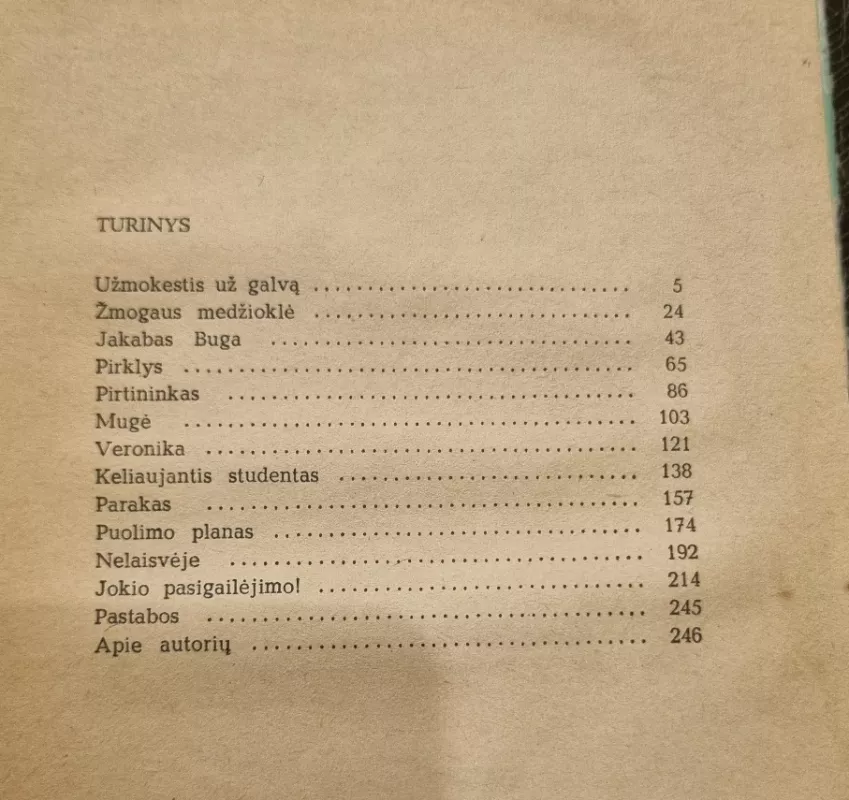 TURINYS
Užmokestis už galvą ........................ 5
Žmogaus medžioklė ........................ 24
Jakabas Buga ........................ 43
Pirklys ........................ 65
Pirtininkas ........................ 86
Mugė ........................ 103
Veronika ........................ 121
Keliaujantis studentas ........................ 138
Parakas ........................ 157
Puolimo planas ........................ 174
Nelaisvėje ........................ 192
Jokio pasigailėjimo! ........................ 214
Pastabos ........................ 245
Apie autorių ........................ 246